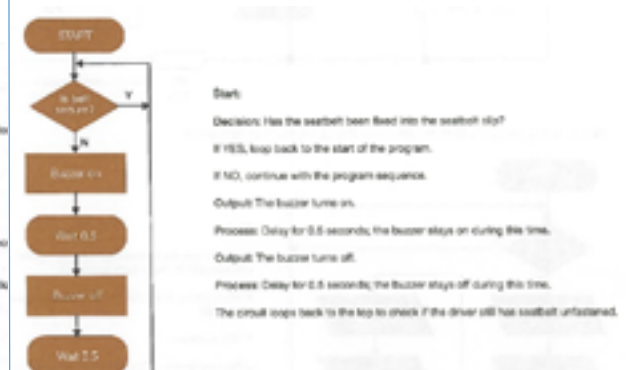 START
Is belt secure?
Y
N
Buzzer on
Wait 0.5
Buzzer off
Wait
Start:
Decision: Has the seatbelt been fixed into the seatbelt clip?
If YES, loop back to the start of the program.
If NO, continue with the program sequence.
Output: The buzzer turns on.
Process: Delay for 0.5 seconds; the buzzer stays on during this time.
Output: The buzzer turns off.
Process: Delay for 0.5 seconds; the buzzer stays off during this time.
The circuit loops back to the top to check if the driver still has seatbelt unfastened.